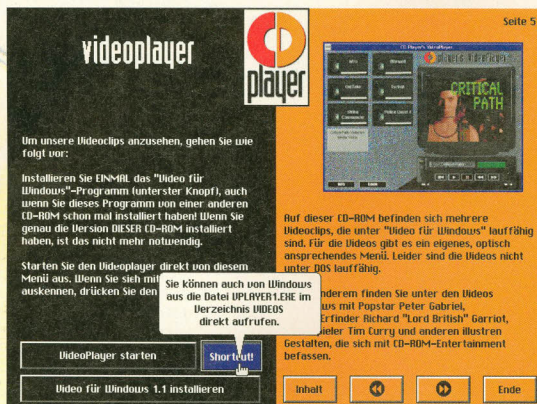 videoplayer
CD
player
Seite 5
CD Player's VideoPlayer
CRITICAL
PATH
Um unsere Videoclips anzusehen, gehen Sie wie
folgt vor:
Installieren Sie EINMAL das "Video für
Windows"-Programm (unterster Knopf), auch
wenn Sie dieses Programm von einer anderen
CD-ROM schon mal installiert haben! Wenn Sie
genau die Version DIESER CD-ROM installiert
haben, ist das nicht mehr notwendig.
Starten Sie den Videoplayer direkt von diesem
Menü aus. Wenn Sie sich mit
auskennen, drücken Sie den
Sie können auch von Windows
aus die Datei VPLAYER1.EXE im
Verzeichnis VIDEOS
direkt aufrufen.
VideoPlayer starten
Shortcut!
Video für Windows 1.1 installieren
Auf dieser CD-ROM befinden sich mehrere
Videoclips, die unter "Video für Windows" lauffähig
sind. Für die Videos gibt es ein eigenes, optisch
ansprechendes Menü. Leider sind die Videos nicht
unter DOS lauffähig.
anderem finden Sie unter den Videos
ws mit Popstar Peter Gabriel,
Erfinder Richard "Lord British" Garriot,
ieler Tim Curry und anderen illustren
Gestalten, die sich mit CD-ROM-Entertainment
befassen.
Inhalt
Ende